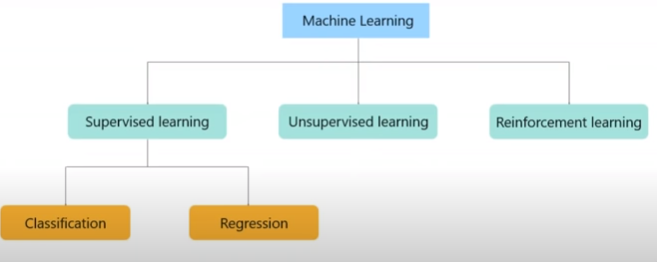 Machine Learning
Supervised learning
Unsupervised learning
Reinforcement learning
Classification
Regression